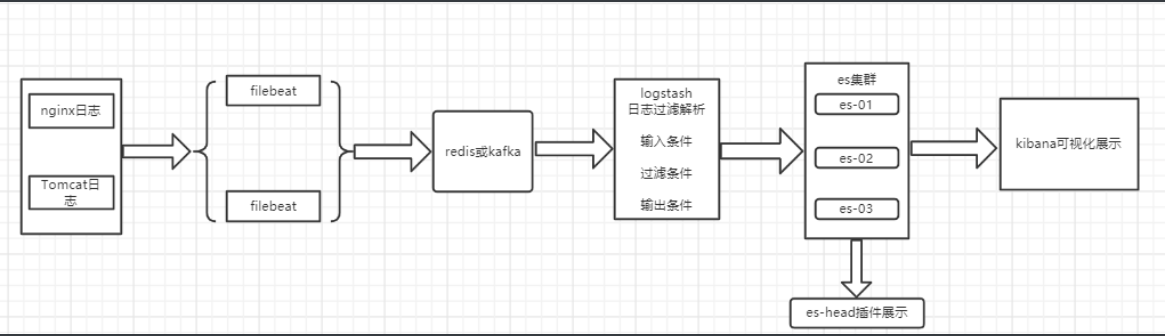 nginx日志
Tomcat日
志
filebeat
filebeat
redis或kafka
logstash
日志过滤解析
输入条件
过滤条件
输出条件
es集群
es-01
es-02
es-03
es-head插件展示
kibana可视化展示